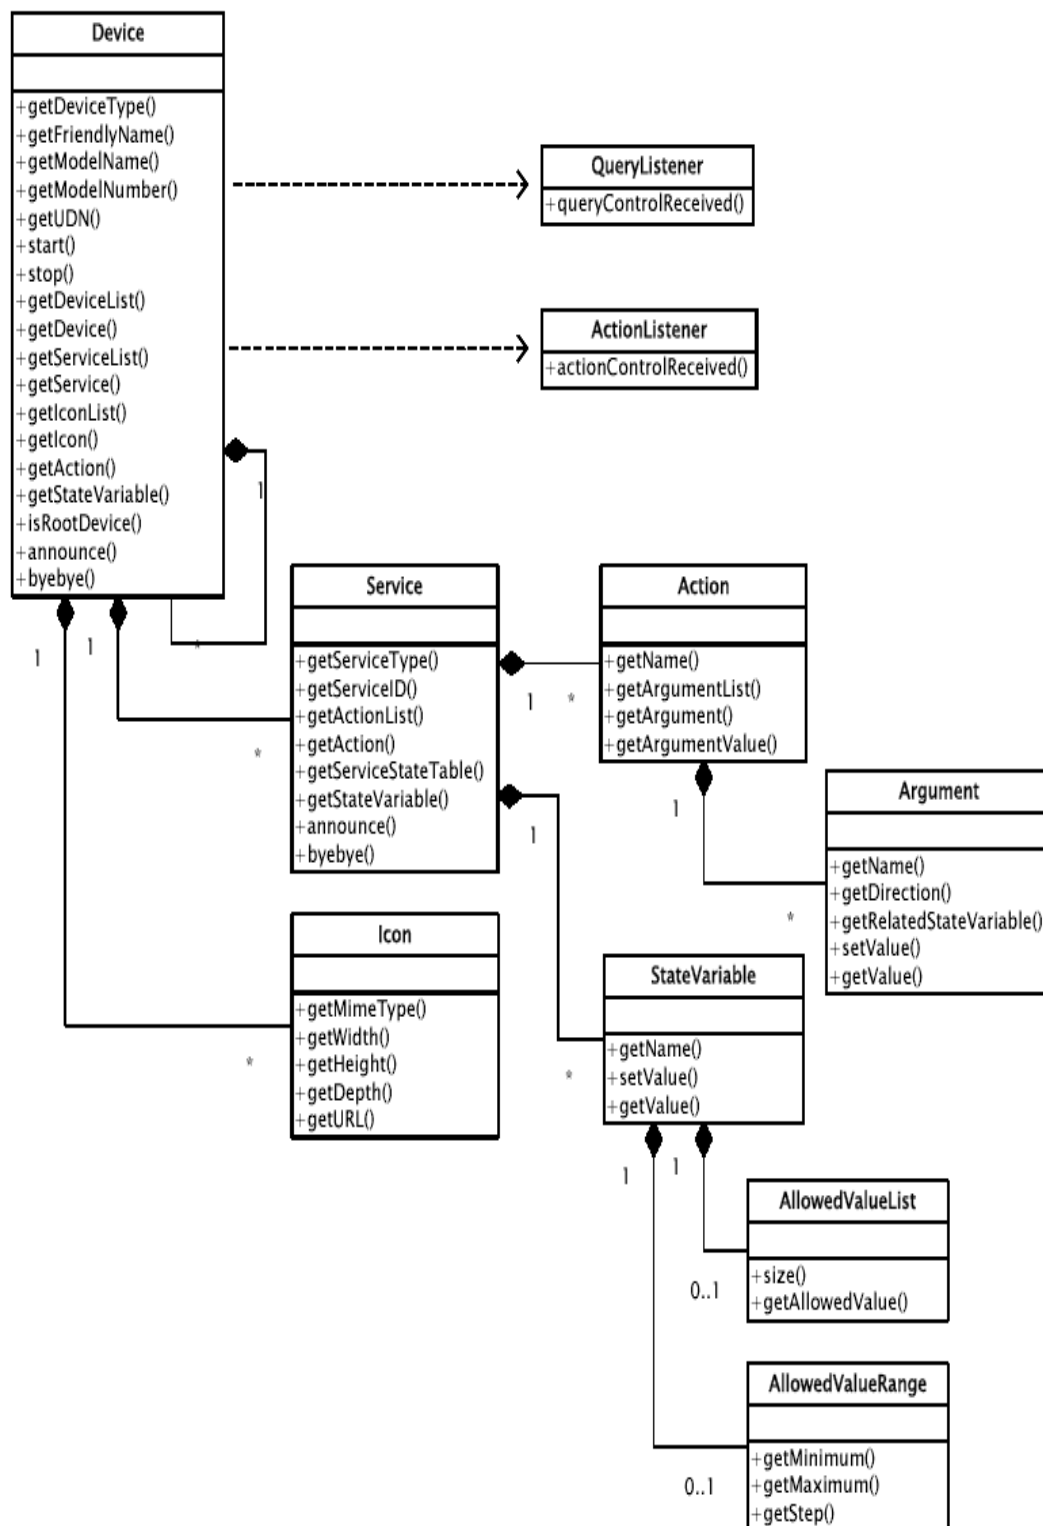 Device
+getDeviceType()
+getFriendlyName()
+getModelName()
+getModelNumber()
+getUDN()
+start()
+stop()
+getDeviceList()
+getDevice()
+getServiceList()
+getService()
+getIconList()
+getIcon()
+getAction()
+getStateVariable()
+isRootDevice()
+announce()
+byebye()
QueryListener
+queryControlReceived()
ActionListener
+actionControlReceived()
1
*
1
1
*
*
Service
+getServiceType()
+getServiceID()
+getActionList()
+getAction()
+getServiceStateTable()
+getStateVariable()
+announce()
+byebye()
1
*
1
*
Action
+getName()
+getArgumentList()
+getArgument()
+getArgumentValue()
1
*
Argument
+getName()
+getDirection()
+getRelatedStateVariable()
+setValue()
+getValue()
Icon
+getMimeType()
+getWidth()
+getHeight()
+getDepth()
+getURL()
StateVariable
+getName()
+setValue()
+getValue()
1
1
0..1
0..1
AllowedValueList
+size()
+getAllowedValue()
AllowedValueRange
+getMinimum()
+getMaximum()
+getStep()